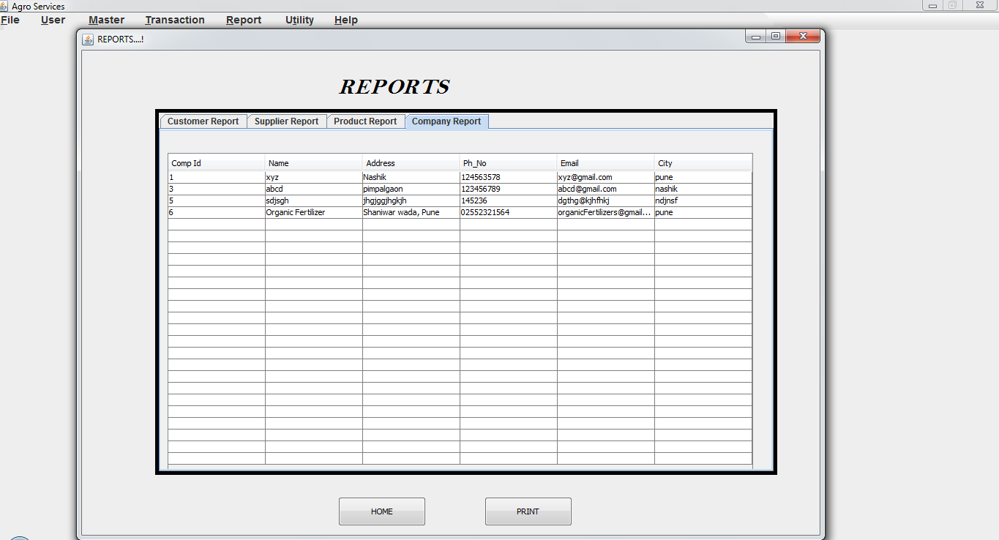 Agro Services
File User Master Transaction Report Utility Help
REPORTS....!
REPORTS
Customer Report Supplier Report Product Report Company Report
Comp Id Name Address Ph_No Email City
1 xyz Nashik 124563578 xyz@gmail.com pune
3 abcd pimpalgaon 123456789 abcd@gmail.com nashik
5 sdjsgh jhgjggjhgkjh 145236 dgthg@kjhfhkj ndjnsf
6 Organic Fertilizer Shaniwar wada, Pune 02552321564 organicFertilizers@gmail... pune
HOME PRINT